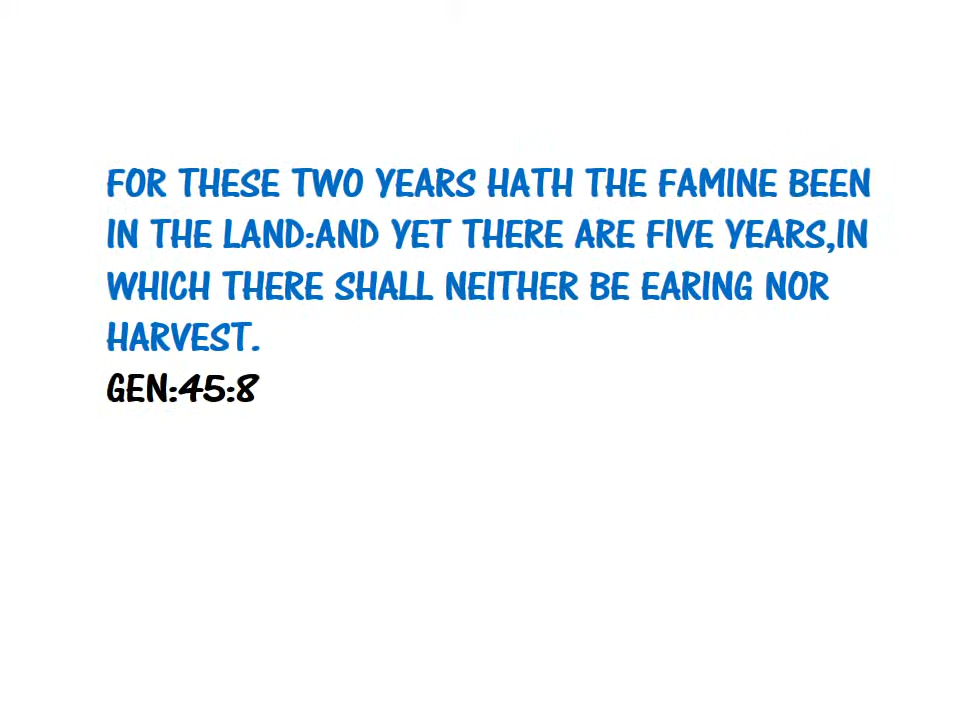 FOR THESE TWO YEARS HATH THE FAMINE BEEN
IN THE LAND:AND YET THERE ARE FIVE YEARS,IN
WHICH THERE SHALL NEITHER BE EARING NOR
HARVEST.
GEN:45:8